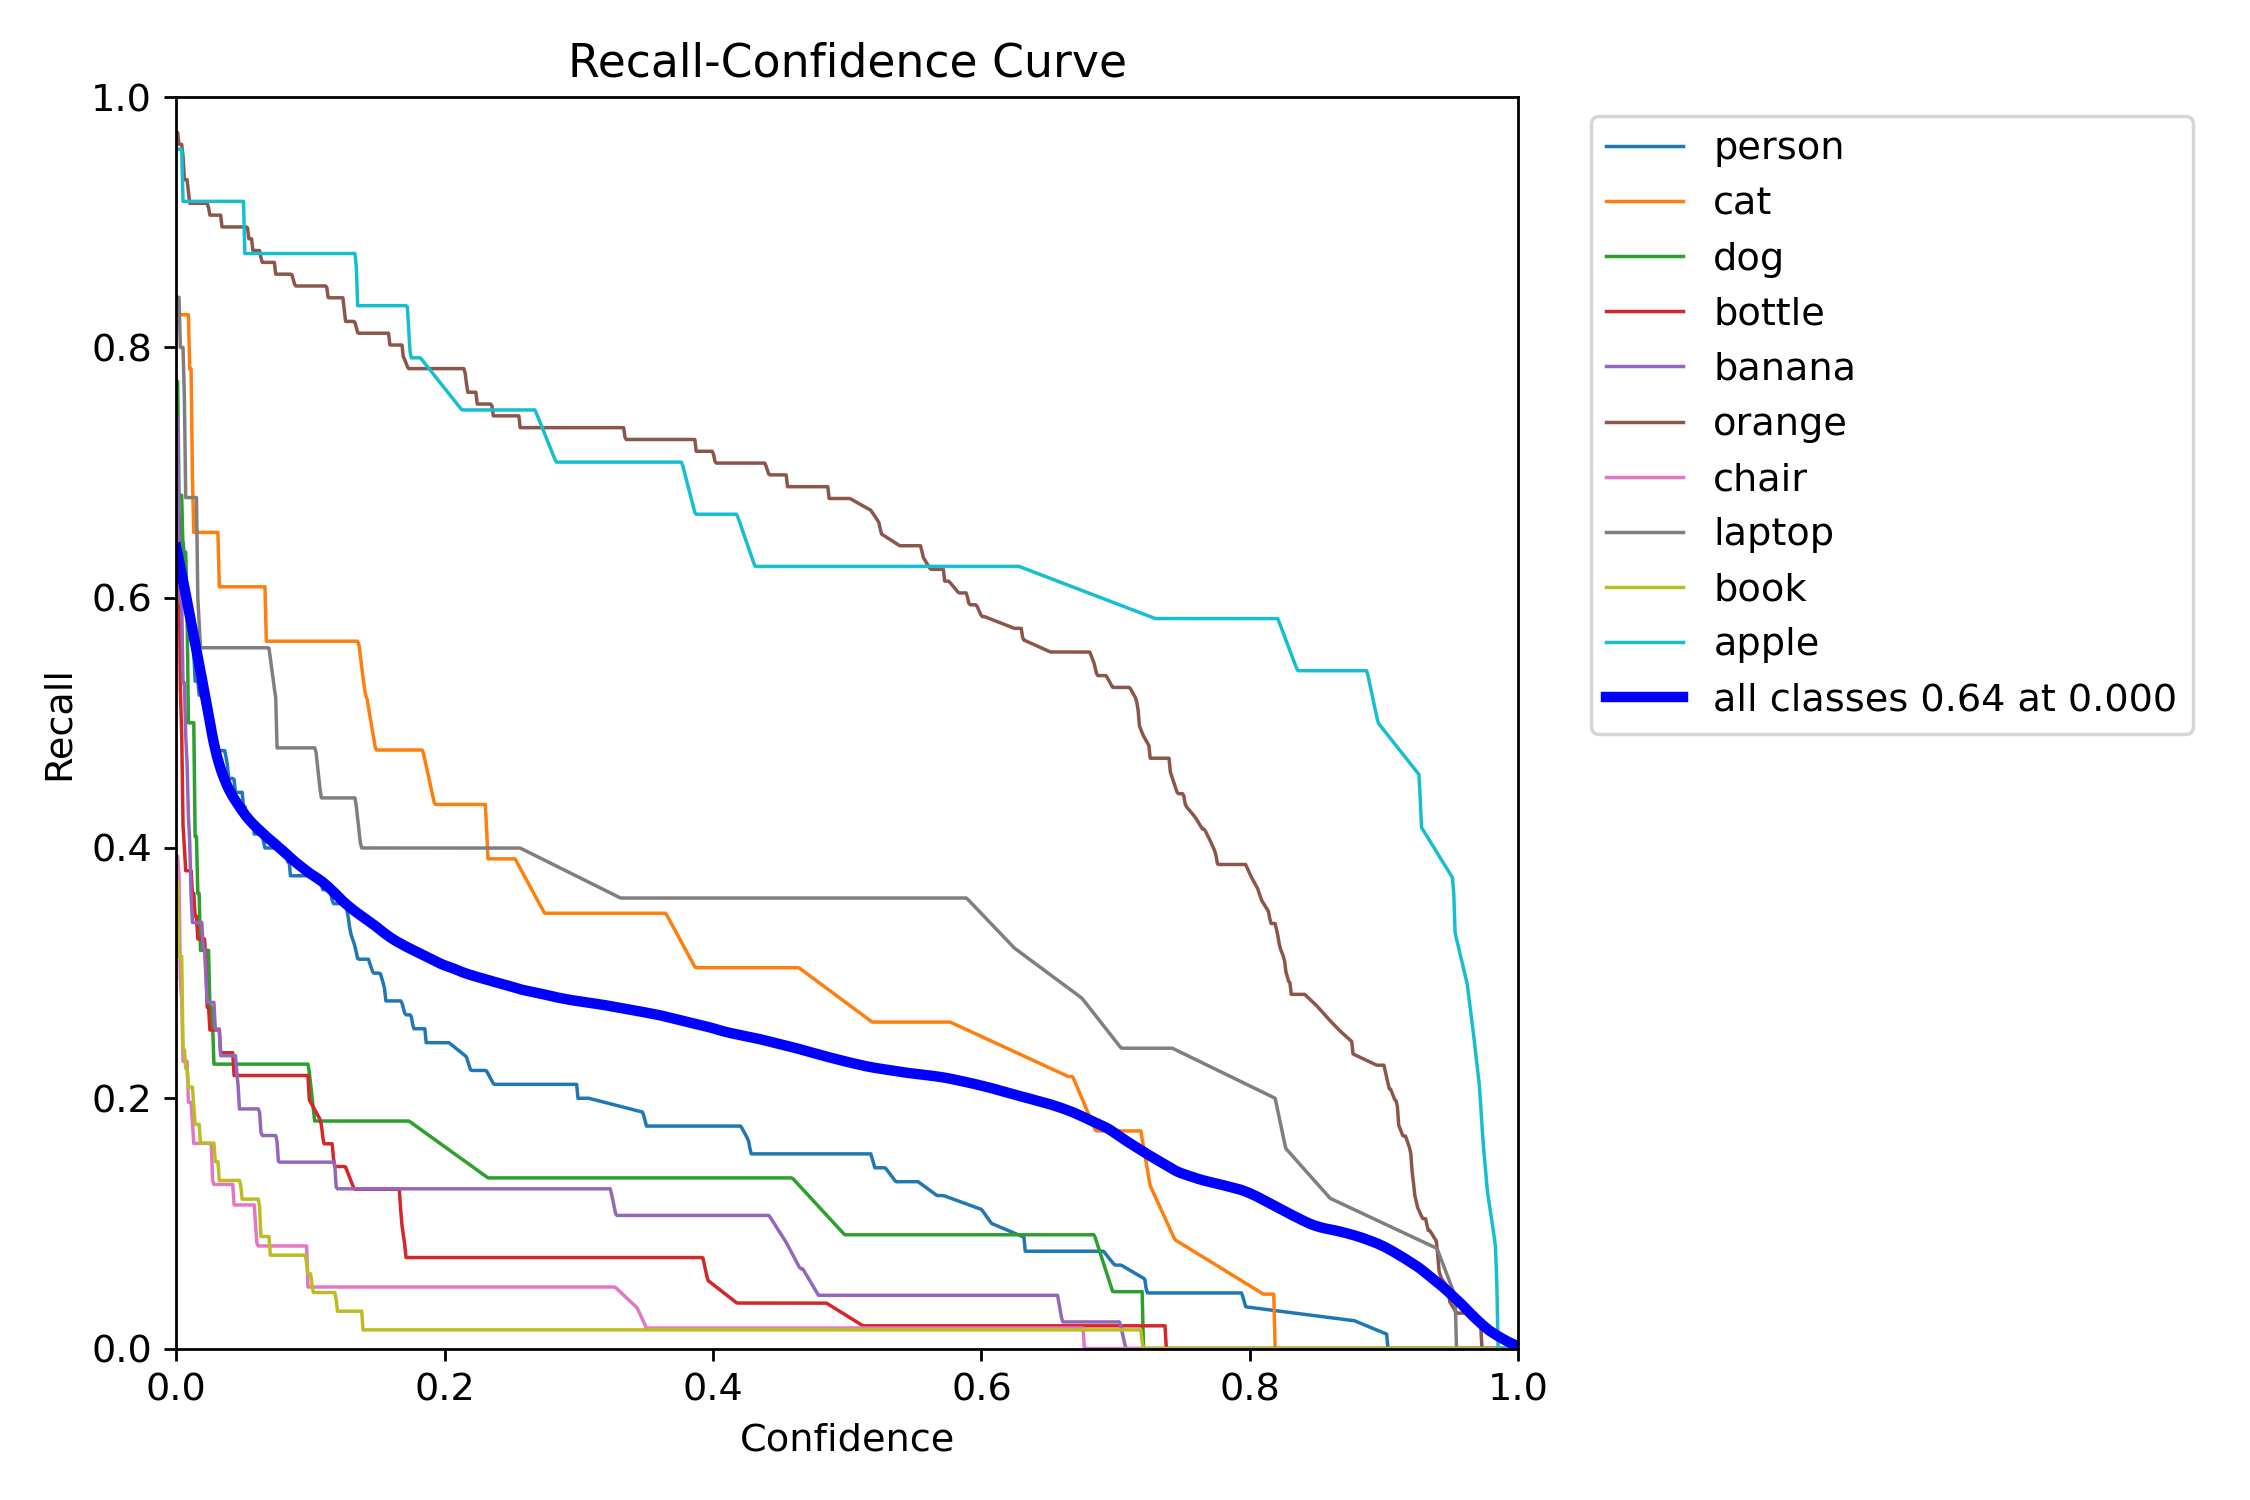 Recall-Confidence Curve
1.0
0.8
0.6
0.4
0.2
0.0
Recall
0.0 0.2 0.4 0.6 0.8 1.0
Confidence
person
cat
dog
bottle
banana
orange
chair
laptop
book
apple
all classes 0.64 at 0.000